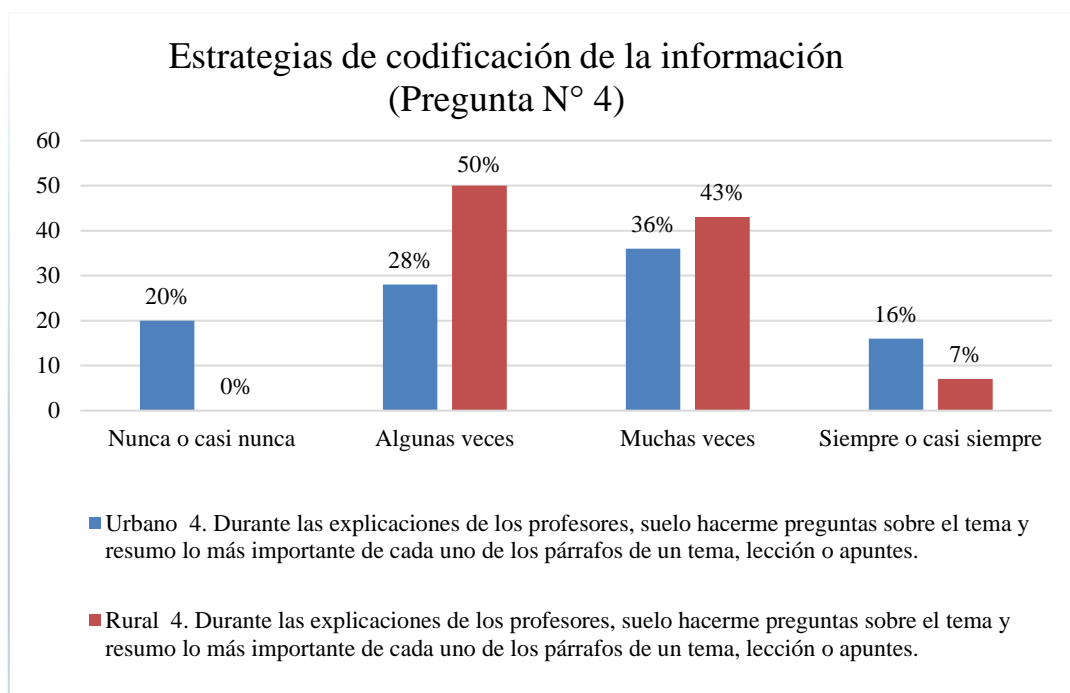 Estrategias de codificación de la información
(Pregunta N° 4)
60
50
40
30
20
10
0
20%
0%
28%
50%
36%
43%
16%
7%
Nunca o casi nunca
Algunas veces
Muchas veces
Siempre o casi siempre
Urbano 4. Durante las explicaciones de los profesores, suelo hacerme preguntas sobre el tema y
resumo lo más importante de cada uno de los párrafos de un tema, lección o apuntes.
Rural 4. Durante las explicaciones de los profesores, suelo hacerme preguntas sobre el tema y
resumo lo más importante de cada uno de los párrafos de un tema, lección o apuntes.